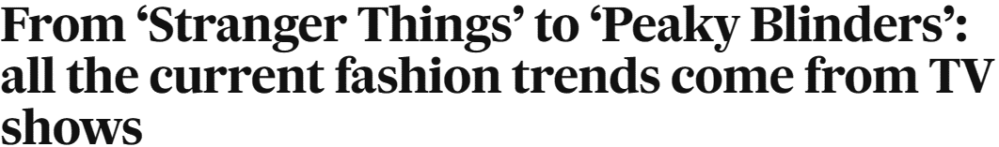 From ‘Stranger Things’ to ‘Peaky Blinders’:
all the current fashion trends come from TV
shows